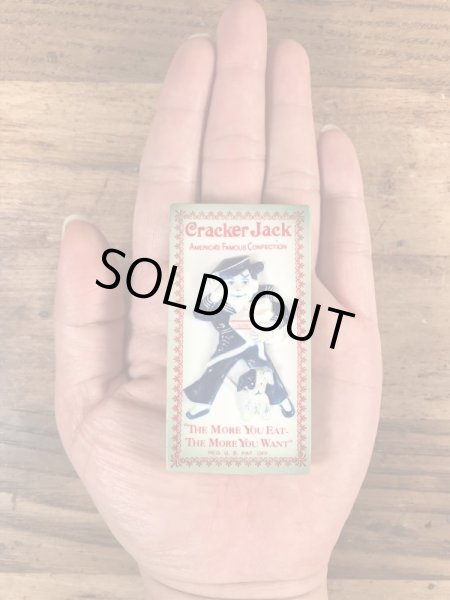 Cracker Jack
AMERICA'S FAMOUS CONFECTION
SOLD OUT
"THE MORE YOU EAT-
THE MORE YOU WANT"
REG. U. S. PAT. OFF.